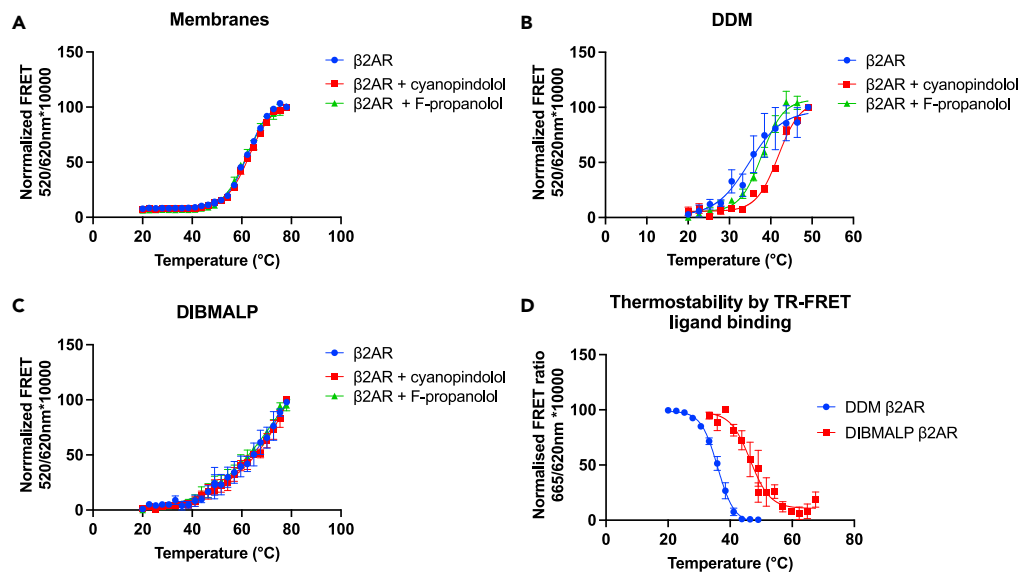 A
Membranes
Norrmalized FRET
520/620nm*10000
150
100
50
0
0
20
40
60
80
100
Temperature (°C)
β2AR
β2AR + cyanopindolol
β2AR + F-propanolol
B
DDM
Norrmalized FRET
520/620nm*10000
150
100
50
0
0
10
20
30
40
50
60
Temperature (°C)
β2AR
β2AR + cyanopindolol
β2AR + F-propanolol
C
DIBMALP
Normalized FRET
520/620nm*10000
150
100
50
0
0
20
40
60
80
100
Temperature (°C)
β2AR
β2AR + cyanopindolol
β2AR + F-propanolol
D
Thermostability by TR-FRET
ligand binding
Normalised FRET ratio
665/620nm *10000
150
100
50
0
0
20
40
60
80
Temperature (°C)
DDM β2AR
DIBMALP β2AR